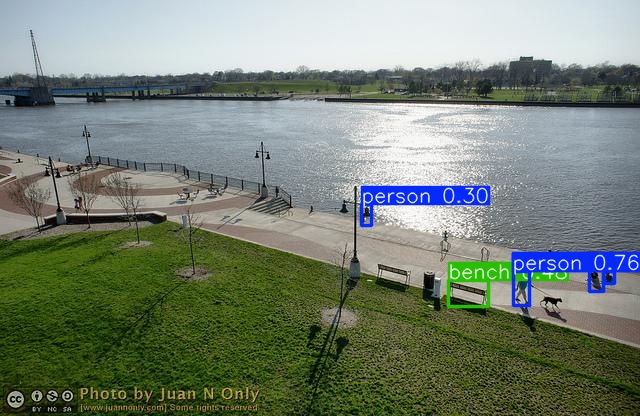 person 0.30
person 0.76
bench 0.48
cc BY NC SA
Photo by Juan N Only
[www.juannonly.com] Some rights reserved